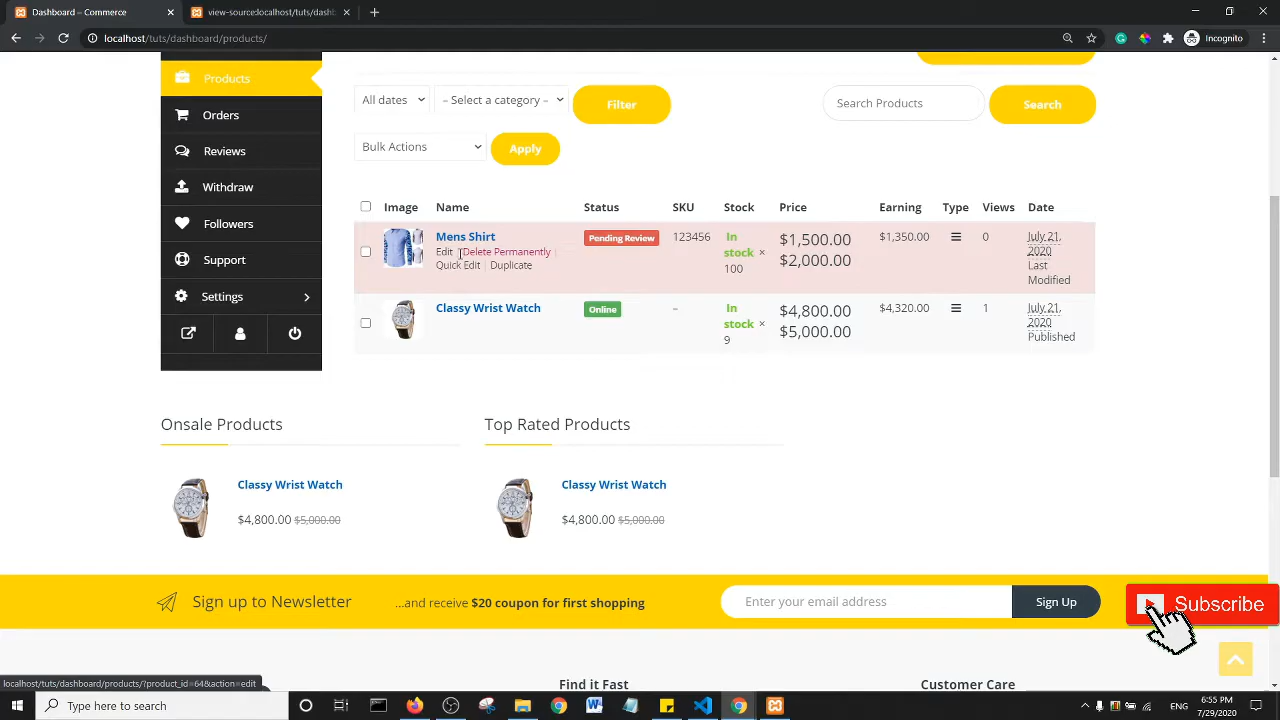 Dashboard – Commerce
view-source:localhost/tuts/dashb
Incognito
localhost/tuts/dashboard/products/
Products
Orders
Reviews
Withdraw
Followers
Support
Settings
All dates
– Select a category –
Filter
Search Products
Search
Bulk Actions
Apply
Image Name Status SKU Stock Price Earning Type Views Date
Mens Shirt
Edit | Delete Permanently |
Quick Edit | Duplicate
Pending Review
123456
In
stock ×
100
$1,500.00
$2,000.00
$1,350.00
0
July 21,
2020
Last
Modified
Classy Wrist Watch
Online
–
In
stock ×
9
$4,800.00
$5,000.00
$4,320.00
1
July 21,
2020
Published
Onsale Products
Classy Wrist Watch
$4,800.00 $5,000.00
Top Rated Products
Classy Wrist Watch
$4,800.00 $5,000.00
Sign up to Newsletter
...and receive $20 coupon for first shopping
Enter your email address
Sign Up
Subscribe
Find it Fast
Customer Care
localhost/tuts/dashboard/products/?product_id=64&action=edit
Type here to search
ENG
6:55 PM
7/29/2020